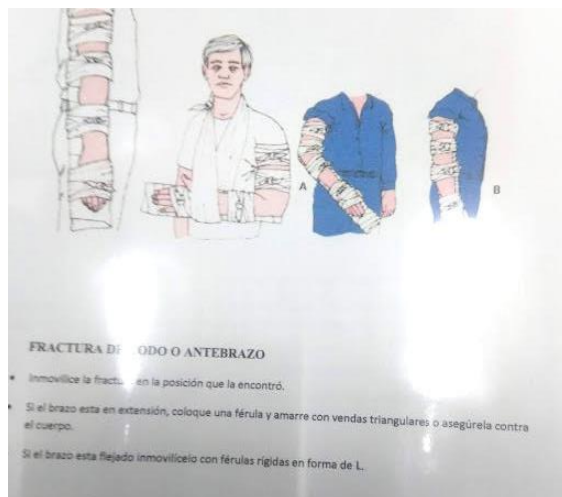 A
B
FRACTURA DE CODO O ANTEBRAZO
Inmovilice la fractura en la posición que la encontró.
Si el brazo esta en extensión, coloque una férula y amarre con vendas triangulares o asegúrela contra
el cuerpo.
Si el brazo esta flejado inmovilícelo con férulas rígidas en forma de L.